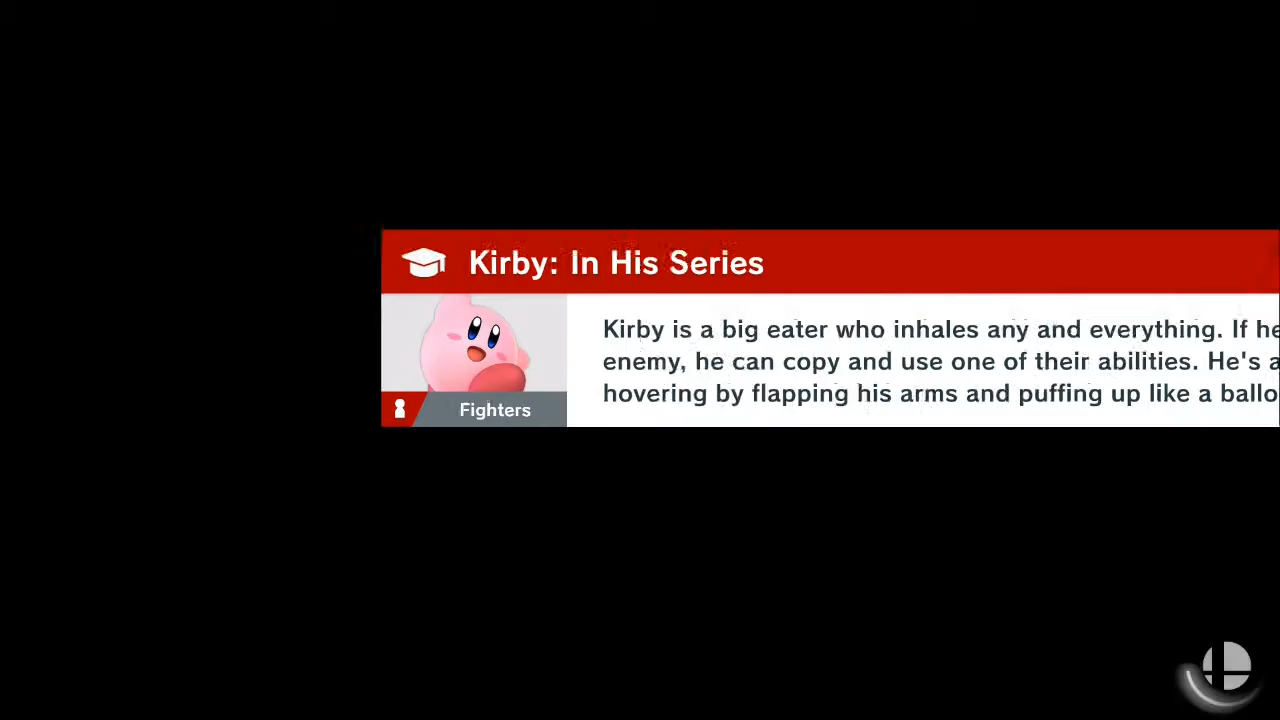 Kirby: In His Series
Kirby is a big eater who inhales any and everything. If he
enemy, he can copy and use one of their abilities. He's a
hovering by flapping his arms and puffing up like a ballo
Fighters